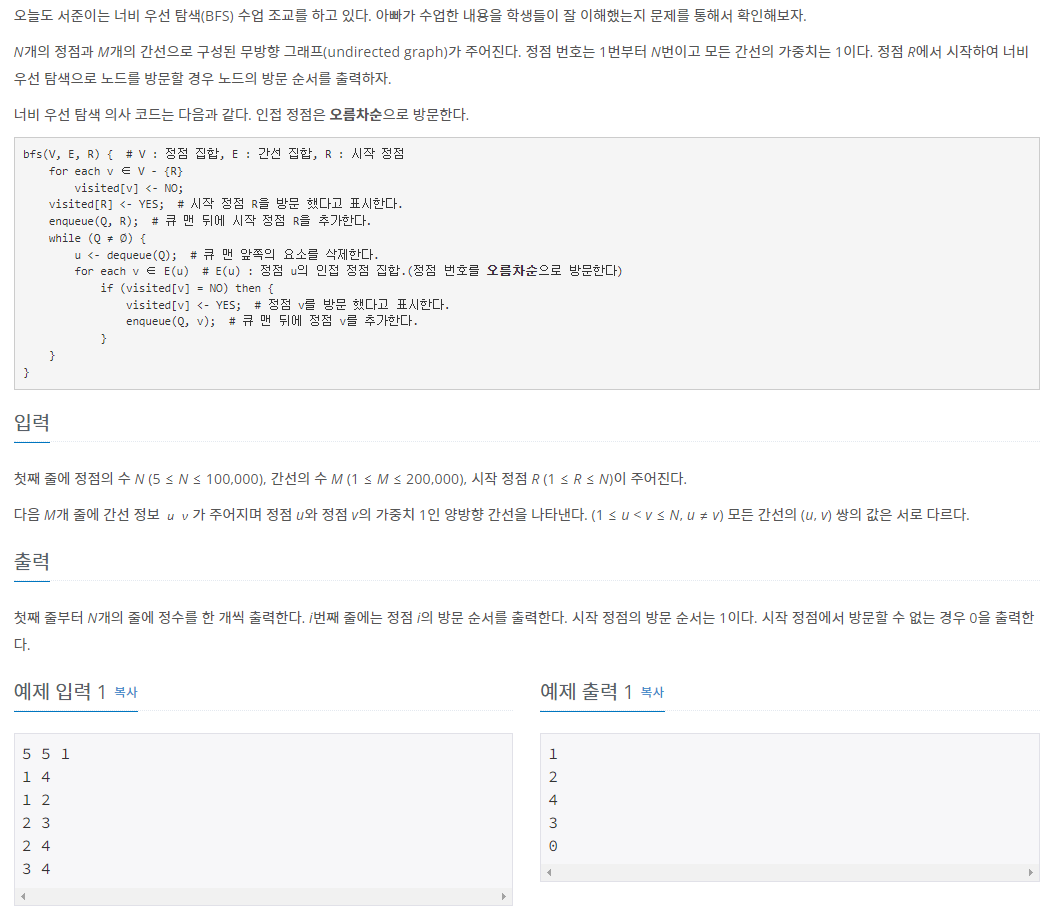 오늘도 서준이는 너비 우선 탐색(BFS) 수업 조교를 하고 있다. 아빠가 수업한 내용을 학생들이 잘 이해했는지 문제를 통해서 확인해보자.
N개의 정점과 M개의 간선으로 구성된 무방향 그래프(undirected graph)가 주어진다. 정점 번호는 1번부터 N번이고 모든 간선의 가중치는 1이다. 정점 R에서 시작하여 너비
우선 탐색으로 노드를 방문할 경우 노드의 방문 순서를 출력하자.
너비 우선 탐색 의사 코드는 다음과 같다. 인접 정점은 오름차순으로 방문한다.
bfs(V, E, R) {  # V : 정점 집합, E : 간선 집합, R : 시작 정점
    for each v ∈ V - {R}
        visited[v] <- NO;
    visited[R] <- YES;  # 시작 정점 R을 방문 했다고 표시한다.
    enqueue(Q, R);  # 큐 맨 뒤에 시작 정점 R을 추가한다.
    while (Q ≠ ∅) {
        u <- dequeue(Q);  # 큐 맨 앞쪽의 요소를 삭제한다.
        for each v ∈ E(u)  # E(u) : 정점 u의 인접 정점 집합.(정점 번호를 오름차순으로 방문한다)
            if (visited[v] = NO) then {
                visited[v] <- YES;  # 정점 v를 방문 했다고 표시한다.
                enqueue(Q, v);  # 큐 맨 뒤에 정점 v를 추가한다.
            }
    }
}
입력
첫째 줄에 정점의 수 N (5 ≤ N ≤ 100,000), 간선의 수 M (1 ≤ M ≤ 200,000), 시작 정점 R (1 ≤ R ≤ N)이 주어진다.
다음 M개 줄에 간선 정보 u v가 주어지며 정점 u와 정점 v의 가중치 1인 양방향 간선을 나타낸다. (1 ≤ u < v ≤ N, u ≠ v) 모든 간선의 (u, v) 쌍의 값은 서로 다르다.
출력
첫째 줄부터 N개의 줄에 정수를 한 개씩 출력한다. i번째 줄에는 정점 i의 방문 순서를 출력한다. 시작 정점의 방문 순서는 1이다. 시작 정점에서 방문할 수 없는 경우 0을 출력한
다.
예제 입력 1 복사
5 5 1
1 4
1 2
2 3
2 4
3 4
예제 출력 1 복사
1
2
4
3
0